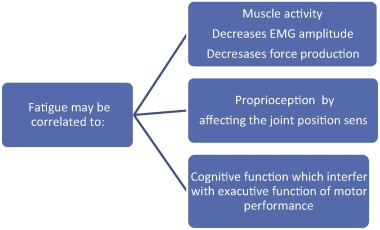 Fatigue may be
correlated to:
Muscle activity
Decreases EMG amplitude
Decresases force production
Proprioception by
affecting the joint position sens
Cognitive function which interfer
with exacutive function of motor
performance